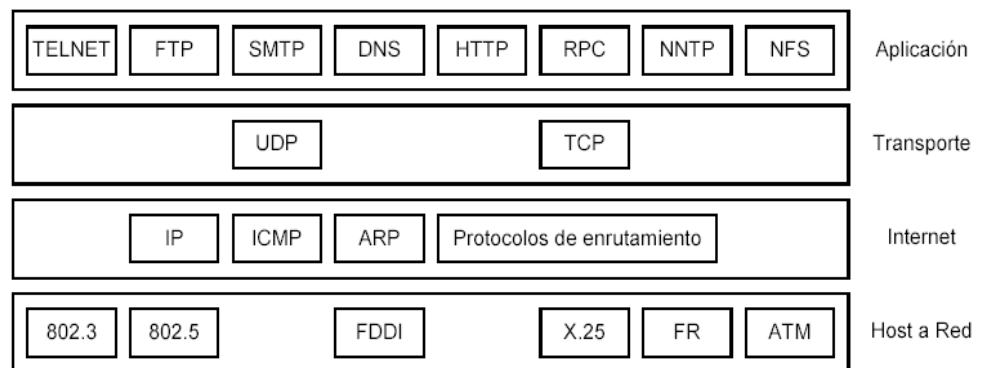 TELNET FTP SMTP DNS HTTP RPC NNTP NFS Aplicación
UDP TCP Transporte
IP ICMP ARP Protocolos de enrutamiento Internet
802.3 802.5 FDDI X.25 FR ATM Host a Red